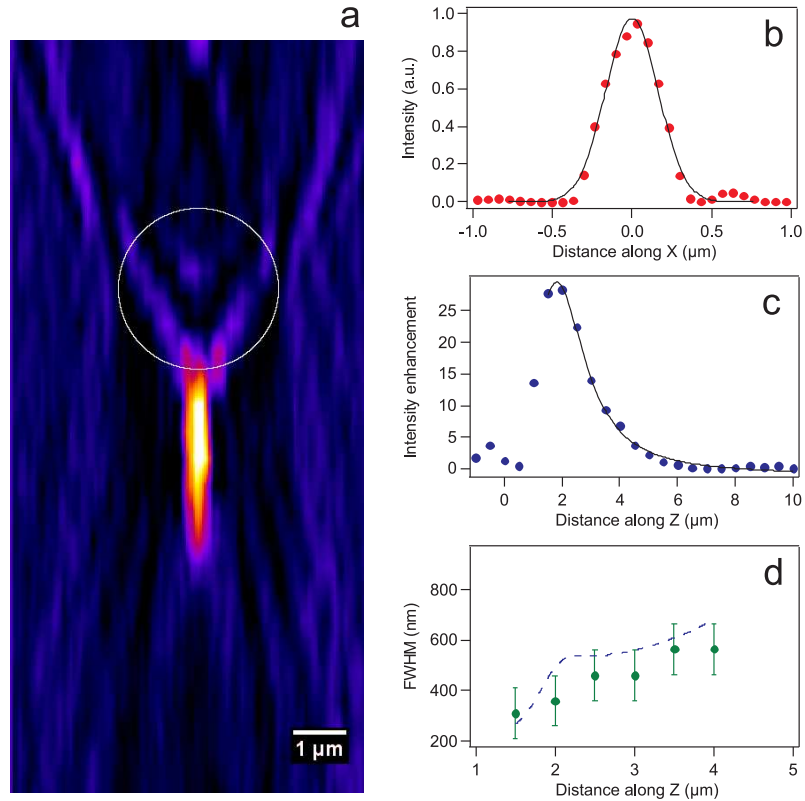 a
1 µm
b
Intensity (a.u.)
1.0
0.8
0.6
0.4
0.2
0.0
-1.0 -0.5 0.0 0.5 1.0
Distance along X (µm)
c
Intensity enhancement
25
20
15
10
5
0
0 2 4 6 8 10
Distance along Z (µm)
d
FWHM (nm)
800
600
400
200
1 2 3 4 5
Distance along Z (µm)